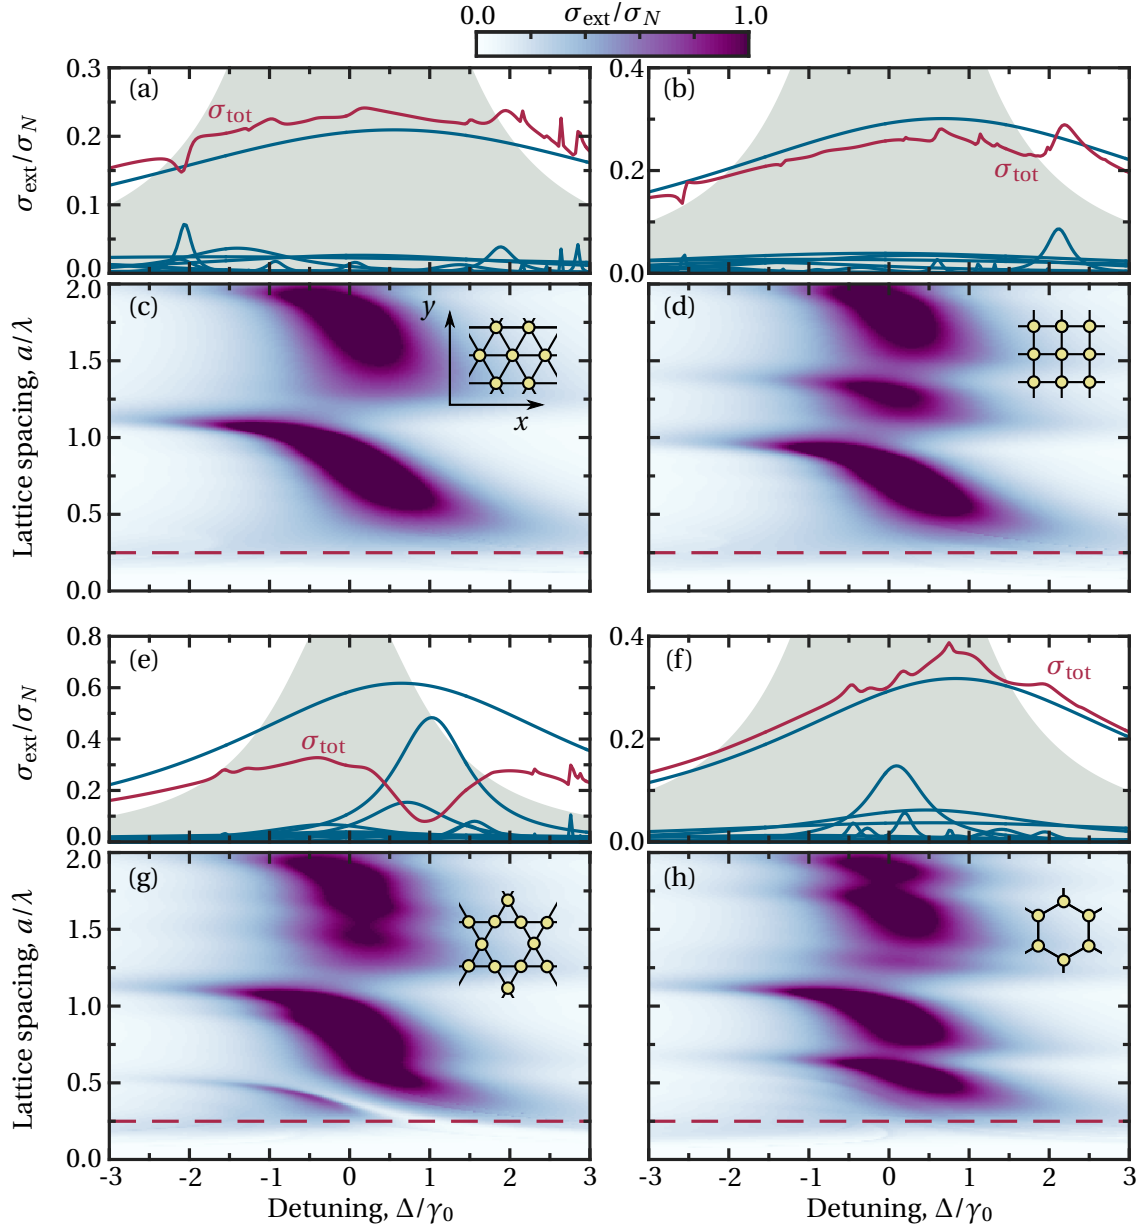 0.0 σext/σN 1.0
0.3 (a) σtot
0.2
0.1
0.0
σext/σN
0.4 (b) σtot
0.2
0.0
2.0 (c) y x
1.5
1.0
0.5
0.0
Lattice spacing, a/λ
(d)
0.8 (e) σtot
0.6
0.4
0.2
0.0
σext/σN
0.4 (f) σtot
0.2
0.0
2.0 (g)
1.5
1.0
0.5
0.0
Lattice spacing, a/λ
(h)
-3 -2 -1 0 1 2 3
Detuning, Δ/γ0
-3 -2 -1 0 1 2 3
Detuning, Δ/γ0